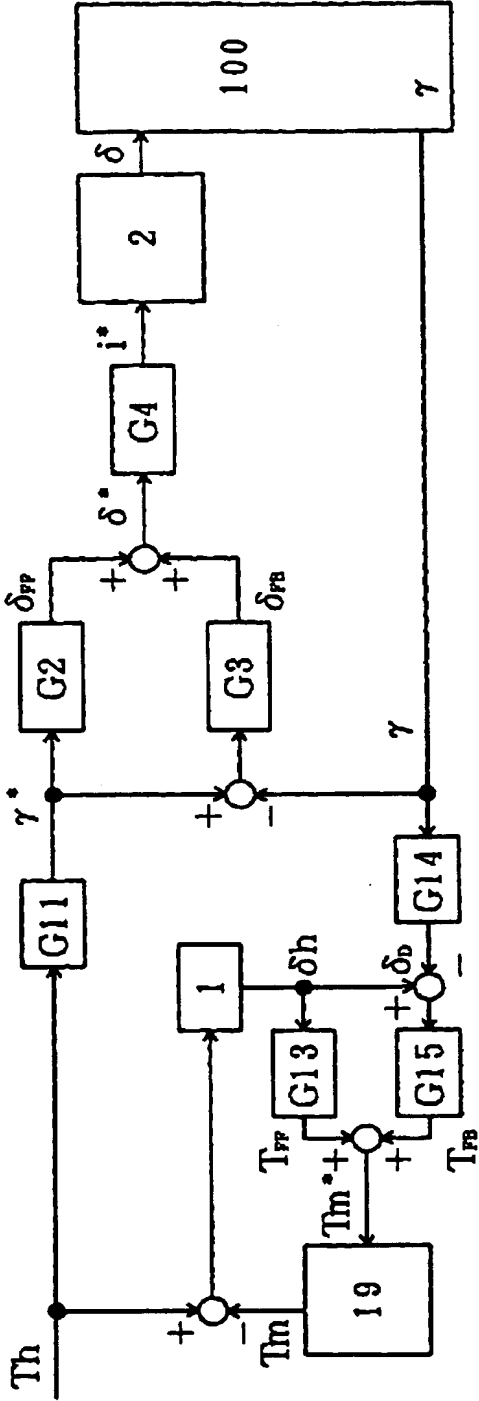 Th
G11
γ*
G2
δFF
+
+
δ*
G4
i*
2
δ
100
γ
G3
δFB
+
−
γ
+
−
Tm
1
δh
G13
TFF
+
+
Tm*
19
G14
δD
−
+
G15
TFB